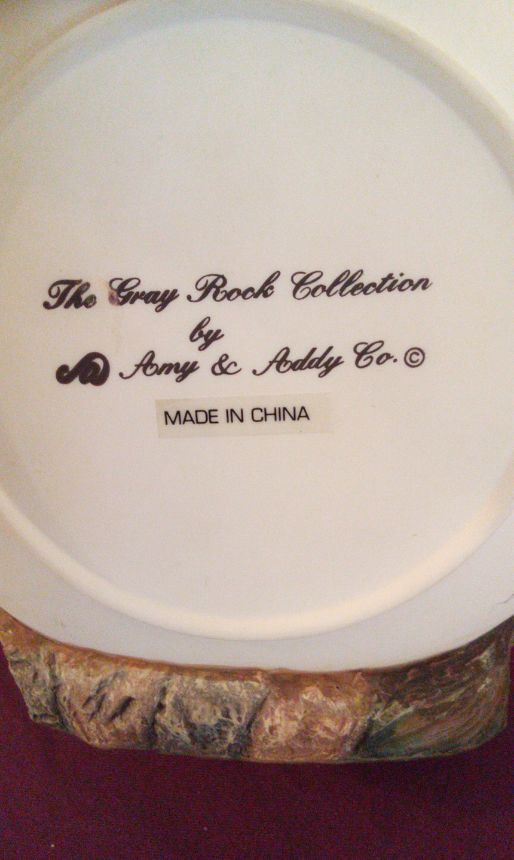 The Gray Rock Collection
by
Amy & Addy Co. ©
MADE IN CHINA